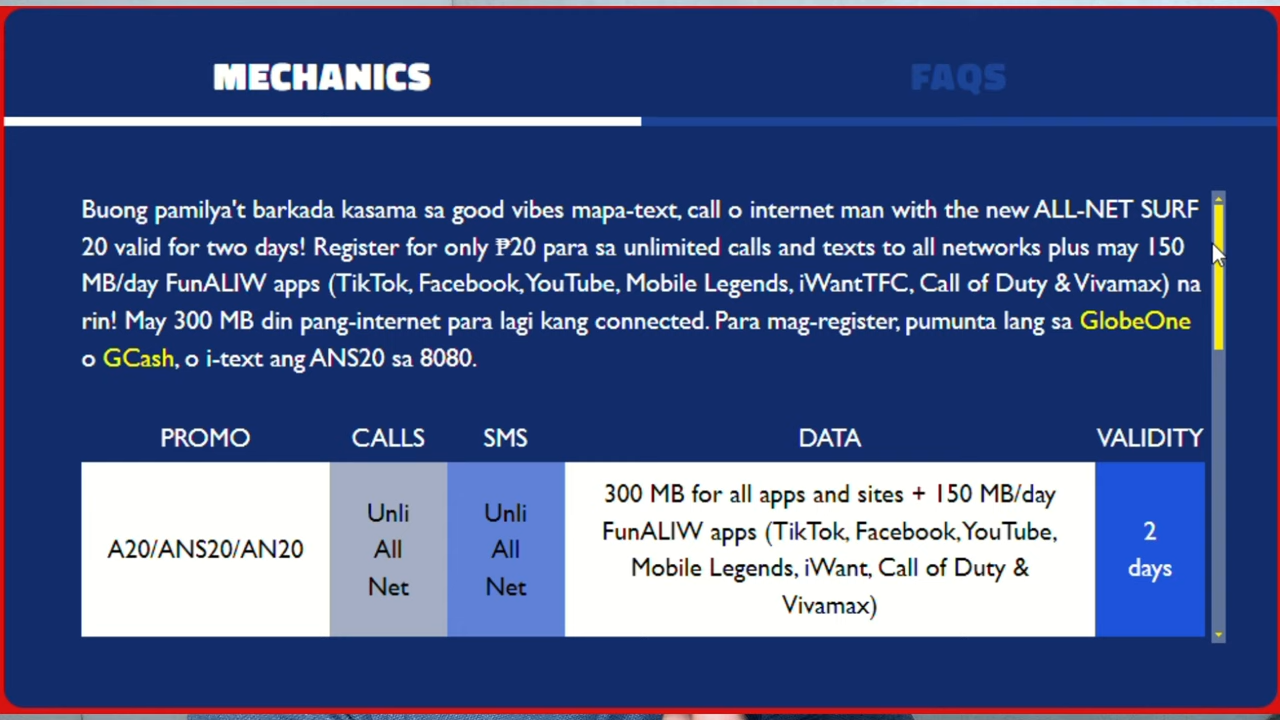 MECHANICS
FAQS
Buong pamilya't barkada kasama sa good vibes mapa-text, call o internet man with the new ALL-NET SURF
20 valid for two days! Register for only ₱20 para sa unlimited calls and texts to all networks plus may 150
MB/day FunALIW apps (TikTok, Facebook, YouTube, Mobile Legends, iWantTFC, Call of Duty & Vivamax) na
rin! May 300 MB din pang-internet para lagi kang connected. Para mag-register, pumunta lang sa GlobeOne
o GCash, o i-text ang ANS20 sa 8080.
PROMO CALLS SMS DATA VALIDITY
A20/ANS20/AN20
Unli
All
Net
Unli
All
Net
300 MB for all apps and sites + 150 MB/day
FunALIW apps (TikTok, Facebook, YouTube,
Mobile Legends, iWant, Call of Duty &
Vivamax)
2
days